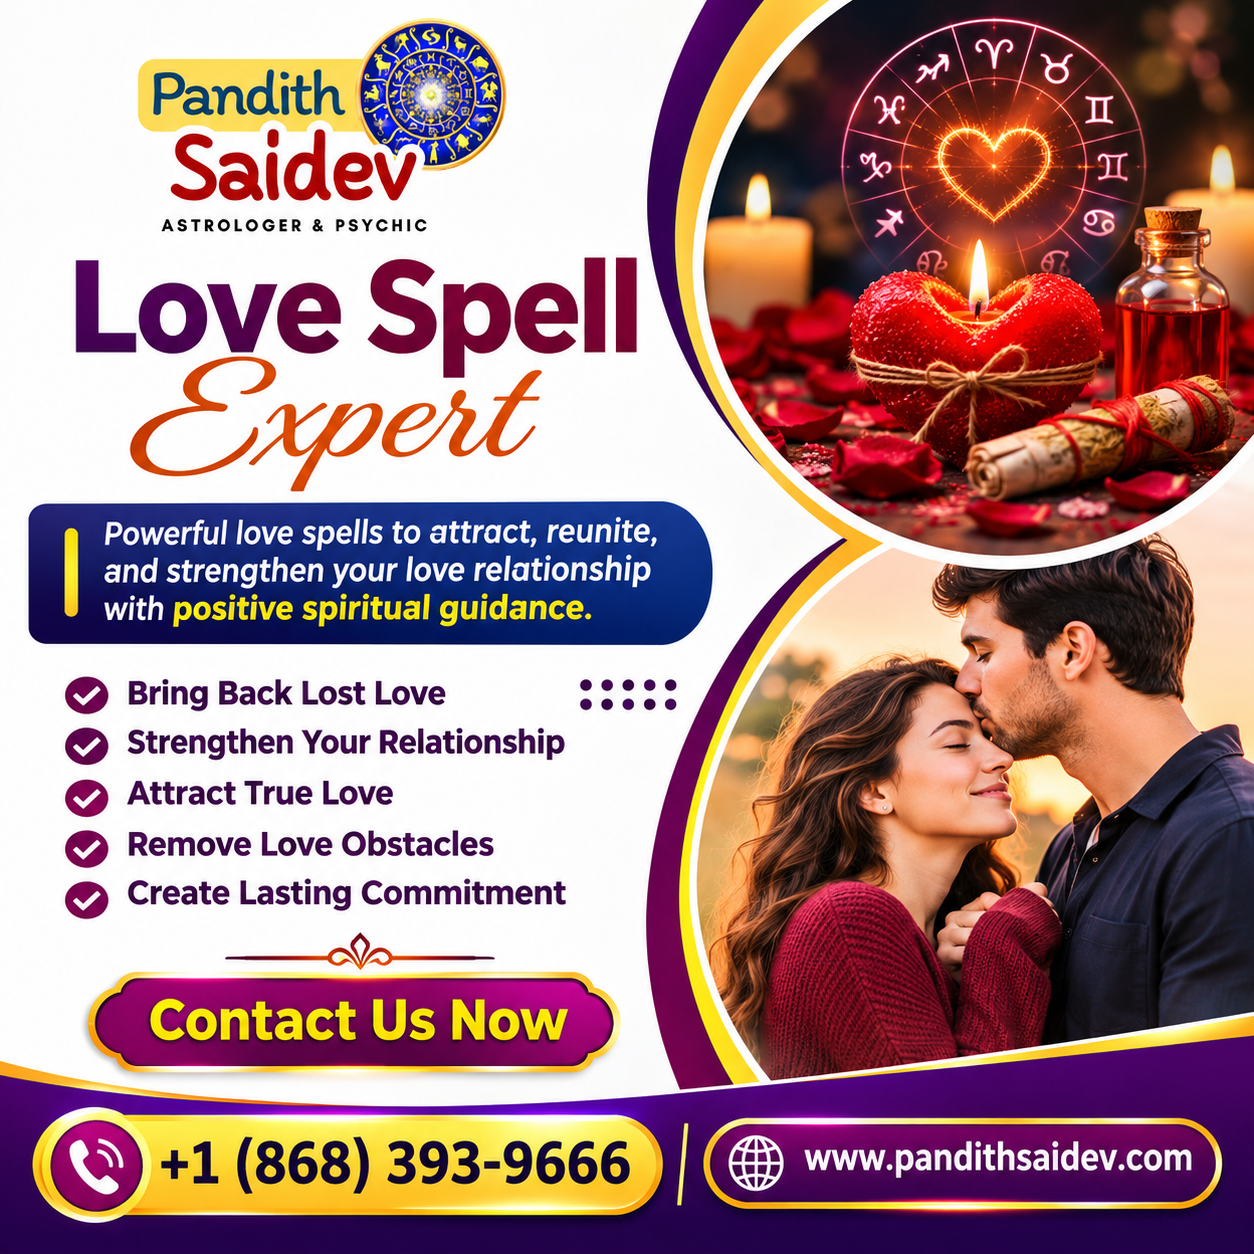 Pandith
Saidev
ASTROLOGER & PSYCHIC
Love Spell
Expert
Powerful love spells to attract, reunite,
and strengthen your love relationship
with positive spiritual guidance.
Bring Back Lost Love
Strengthen Your Relationship
Attract True Love
Remove Love Obstacles
Create Lasting Commitment
Contact Us Now
+1 (868) 393-9666
www.pandithsaidev.com